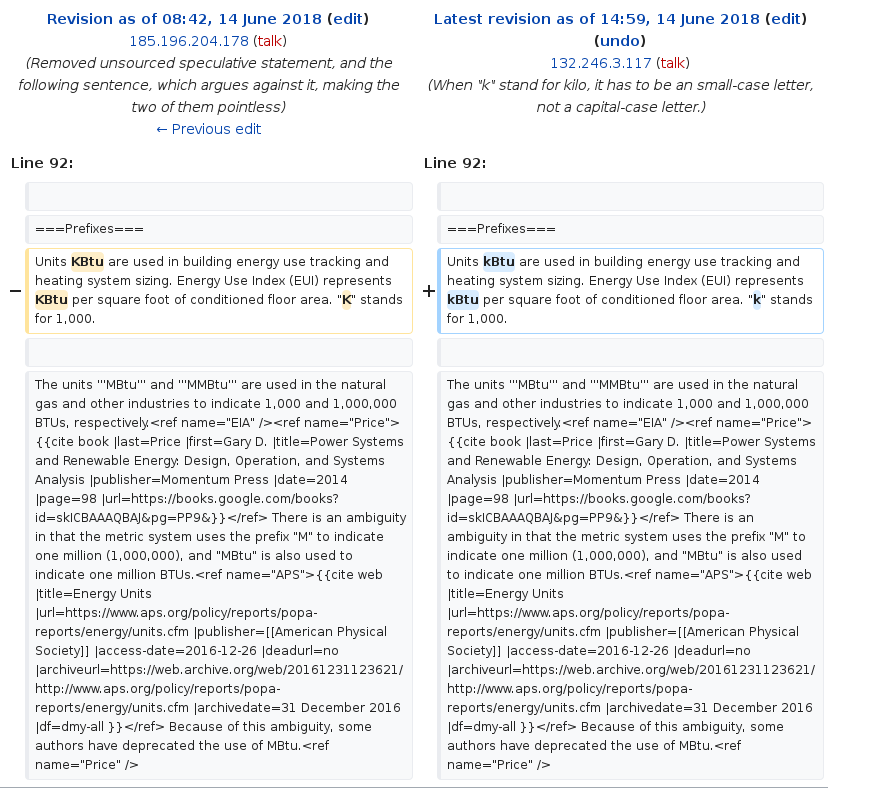 Revision as of 08:42, 14 June 2018 (edit)
185.196.204.178 (talk)
(Removed unsourced speculative statement, and the
following sentence, which argues against it, making the
two of them pointless)
← Previous edit
Latest revision as of 14:59, 14 June 2018 (edit)
(undo)
132.246.3.117 (talk)
(When "k" stand for kilo, it has to be an small-case letter,
not a capital-case letter.)
Line 92:
Line 92:
===Prefixes===
===Prefixes===
−
Units KBtu are used in building energy use tracking and
heating system sizing. Energy Use Index (EUI) represents
KBtu per square foot of conditioned floor area. "K" stands
for 1,000.
+
Units kBtu are used in building energy use tracking and
heating system sizing. Energy Use Index (EUI) represents
kBtu per square foot of conditioned floor area. "k" stands
for 1,000.
The units '''MBtu''' and '''MMBtu''' are used in the natural
gas and other industries to indicate 1,000 and 1,000,000
BTUs, respectively.<ref name="EIA" /><ref name="Price">
{{cite book |last=Price |first=Gary D. |title=Power Systems
and Renewable Energy: Design, Operation, and Systems
Analysis |publisher=Momentum Press |date=2014
|page=98 |url=https://books.google.com/books?
id=skICBAAAQBAJ&pg=PP9&}}</ref> There is an ambiguity
in that the metric system uses the prefix "M" to indicate
one million (1,000,000), and "MBtu" is also used to
indicate one million BTUs.<ref name="APS">{{cite web
|title=Energy Units
|url=https://www.aps.org/policy/reports/popa-
reports/energy/units.cfm |publisher=[[American Physical
Society]] |access-date=2016-12-26 |deadurl=no
|archiveurl=https://web.archive.org/web/20161231123621/
http://www.aps.org/policy/reports/popa-
reports/energy/units.cfm |archivedate=31 December 2016
|df=dmy-all }}</ref> Because of this ambiguity, some
authors have deprecated the use of MBtu.<ref
name="Price" />
The units '''MBtu''' and '''MMBtu''' are used in the natural
gas and other industries to indicate 1,000 and 1,000,000
BTUs, respectively.<ref name="EIA" /><ref name="Price">
{{cite book |last=Price |first=Gary D. |title=Power Systems
and Renewable Energy: Design, Operation, and Systems
Analysis |publisher=Momentum Press |date=2014
|page=98 |url=https://books.google.com/books?
id=skICBAAAQBAJ&pg=PP9&}}</ref> There is an
ambiguity in that the metric system uses the prefix "M" to
indicate one million (1,000,000), and "MBtu" is also used
to indicate one million BTUs.<ref name="APS">{{cite web
|title=Energy Units
|url=https://www.aps.org/policy/reports/popa-
reports/energy/units.cfm |publisher=[[American Physical
Society]] |access-date=2016-12-26 |deadurl=no
|archiveurl=https://web.archive.org/web/20161231123621/
http://www.aps.org/policy/reports/popa-
reports/energy/units.cfm |archivedate=31 December 2016
|df=dmy-all }}</ref> Because of this ambiguity, some
authors have deprecated the use of MBtu.<ref
name="Price" />